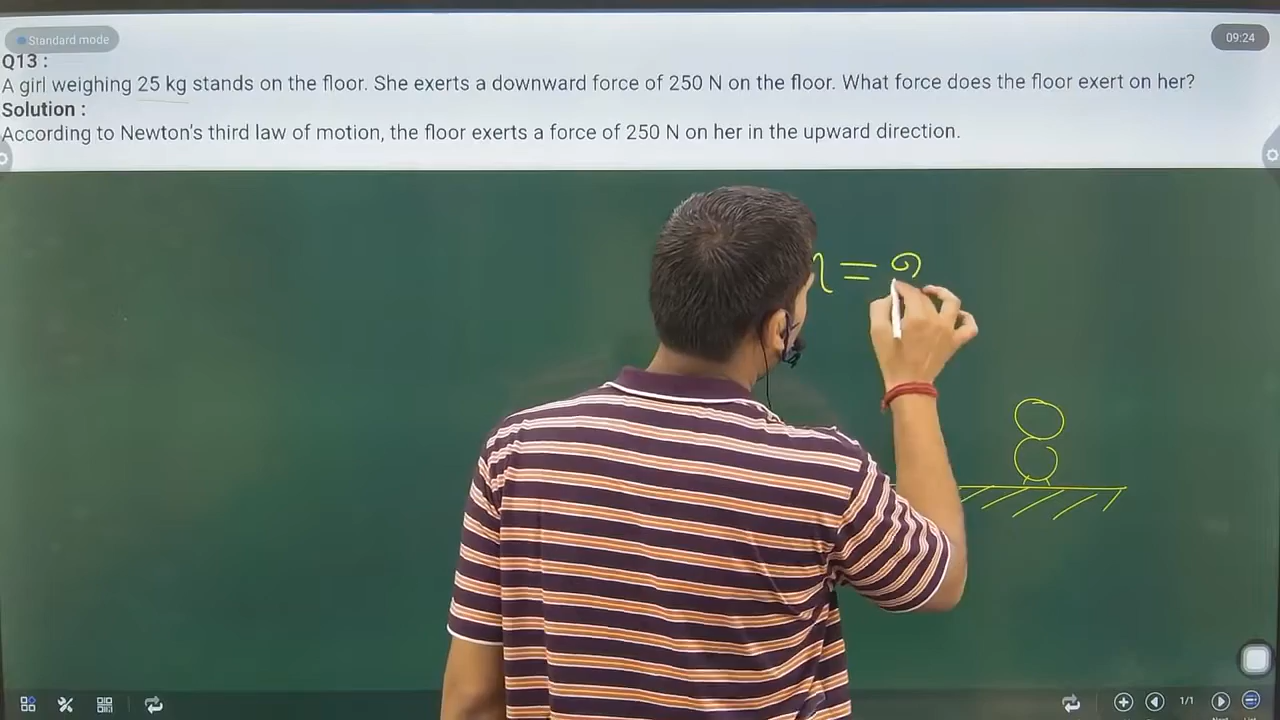 Standard mode
09:24
Q13 :
A girl weighing 25 kg stands on the floor. She exerts a downward force of 250 N on the floor. What force does the floor exert on her?
Solution :
According to Newton's third law of motion, the floor exerts a force of 250 N on her in the upward direction.
=
1/1